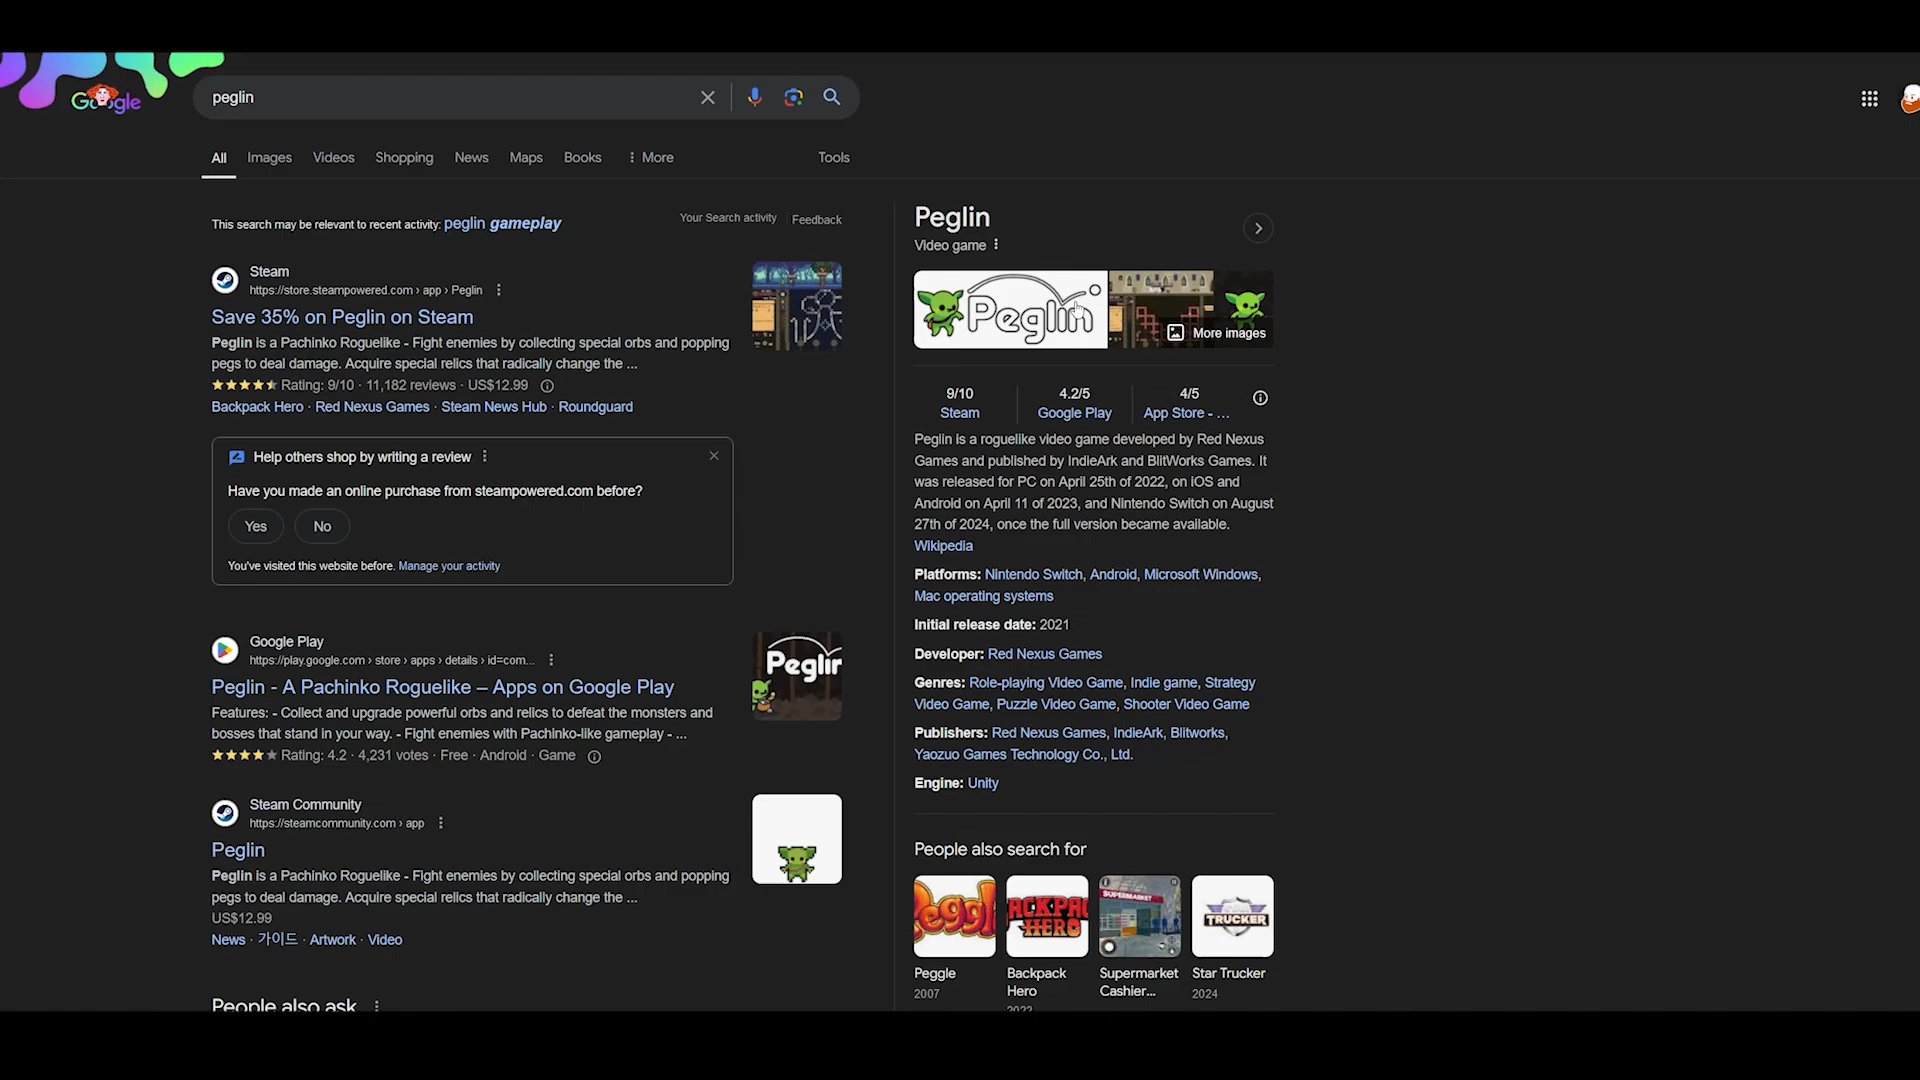 Google
peglin
All Images Videos Shopping News Maps Books More Tools
This search may be relevant to recent activity: peglin gameplay
Your Search activity Feedback
Steam
https://store.steampowered.com › app › Peglin
Save 35% on Peglin on Steam
Peglin is a Pachinko Roguelike - Fight enemies by collecting special orbs and popping
pegs to deal damage. Acquire special relics that radically change the ...
Rating: 9/10 · 11,182 reviews · US$12.99
Backpack Hero · Red Nexus Games · Steam News Hub · Roundguard
Help others shop by writing a review
Have you made an online purchase from steampowered.com before?
Yes No
You've visited this website before. Manage your activity
Google Play
https://play.google.com › store › apps › details › id=com...
Peglin - A Pachinko Roguelike – Apps on Google Play
Features: - Collect and upgrade powerful orbs and relics to defeat the monsters and
bosses that stand in your way. - Fight enemies with Pachinko-like gameplay - ...
Rating: 4.2 · 4,231 votes · Free · Android · Game
Peglin
Steam Community
https://steamcommunity.com › app
Peglin
Peglin is a Pachinko Roguelike - Fight enemies by collecting special orbs and popping
pegs to deal damage. Acquire special relics that radically change the ...
US$12.99
News · 가이드 · Artwork · Video
People also ask
Peglin
Video game
Peglin
More images
9/10 4.2/5 4/5
Steam Google Play App Store - ...
Peglin is a roguelike video game developed by Red Nexus
Games and published by IndieArk and BlitWorks Games. It
was released for PC on April 25th of 2022, on iOS and
Android on April 11 of 2023, and Nintendo Switch on August
27th of 2024, once the full version became available.
Wikipedia
Platforms: Nintendo Switch, Android, Microsoft Windows,
Mac operating systems
Initial release date: 2021
Developer: Red Nexus Games
Genres: Role-playing Video Game, Indie game, Strategy
Video Game, Puzzle Video Game, Shooter Video Game
Publishers: Red Nexus Games, IndieArk, Blitworks,
Yaozuo Games Technology Co., Ltd.
Engine: Unity
People also search for
Peggl
ACKPA
HERO
SUPERMARKET
STAR
TRUCKER
Peggle
2007
Backpack
Hero
2022
Supermarket
Cashier...
Star Trucker
2024